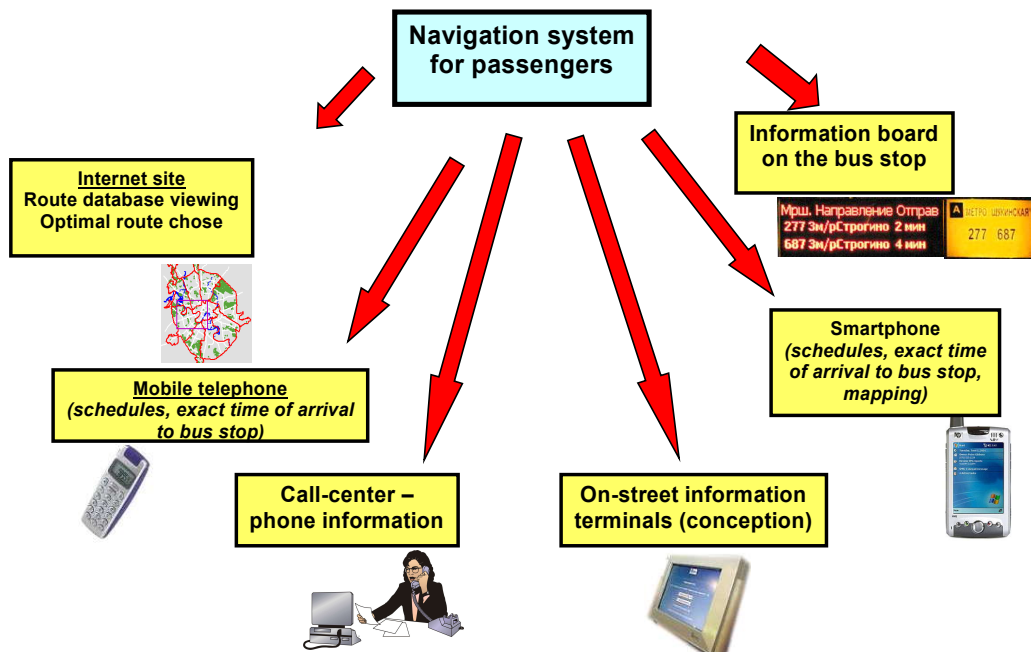 Navigation system
for passengers
Internet site
Route database viewing
Optimal route chose
Information board
on the bus stop
Мрш. Направление Отправ
277 Зм/рСтрогино 2 мин
687 Зм/рСтрогино 4 мин
А МЕТРО ЩУКИНСКАЯ
277 687
Mobile telephone
(schedules, exact time of arrival
to bus stop)
Smartphone
(schedules, exact time
of arrival to bus stop,
mapping)
Call-center –
phone information
On-street information
terminals (conception)